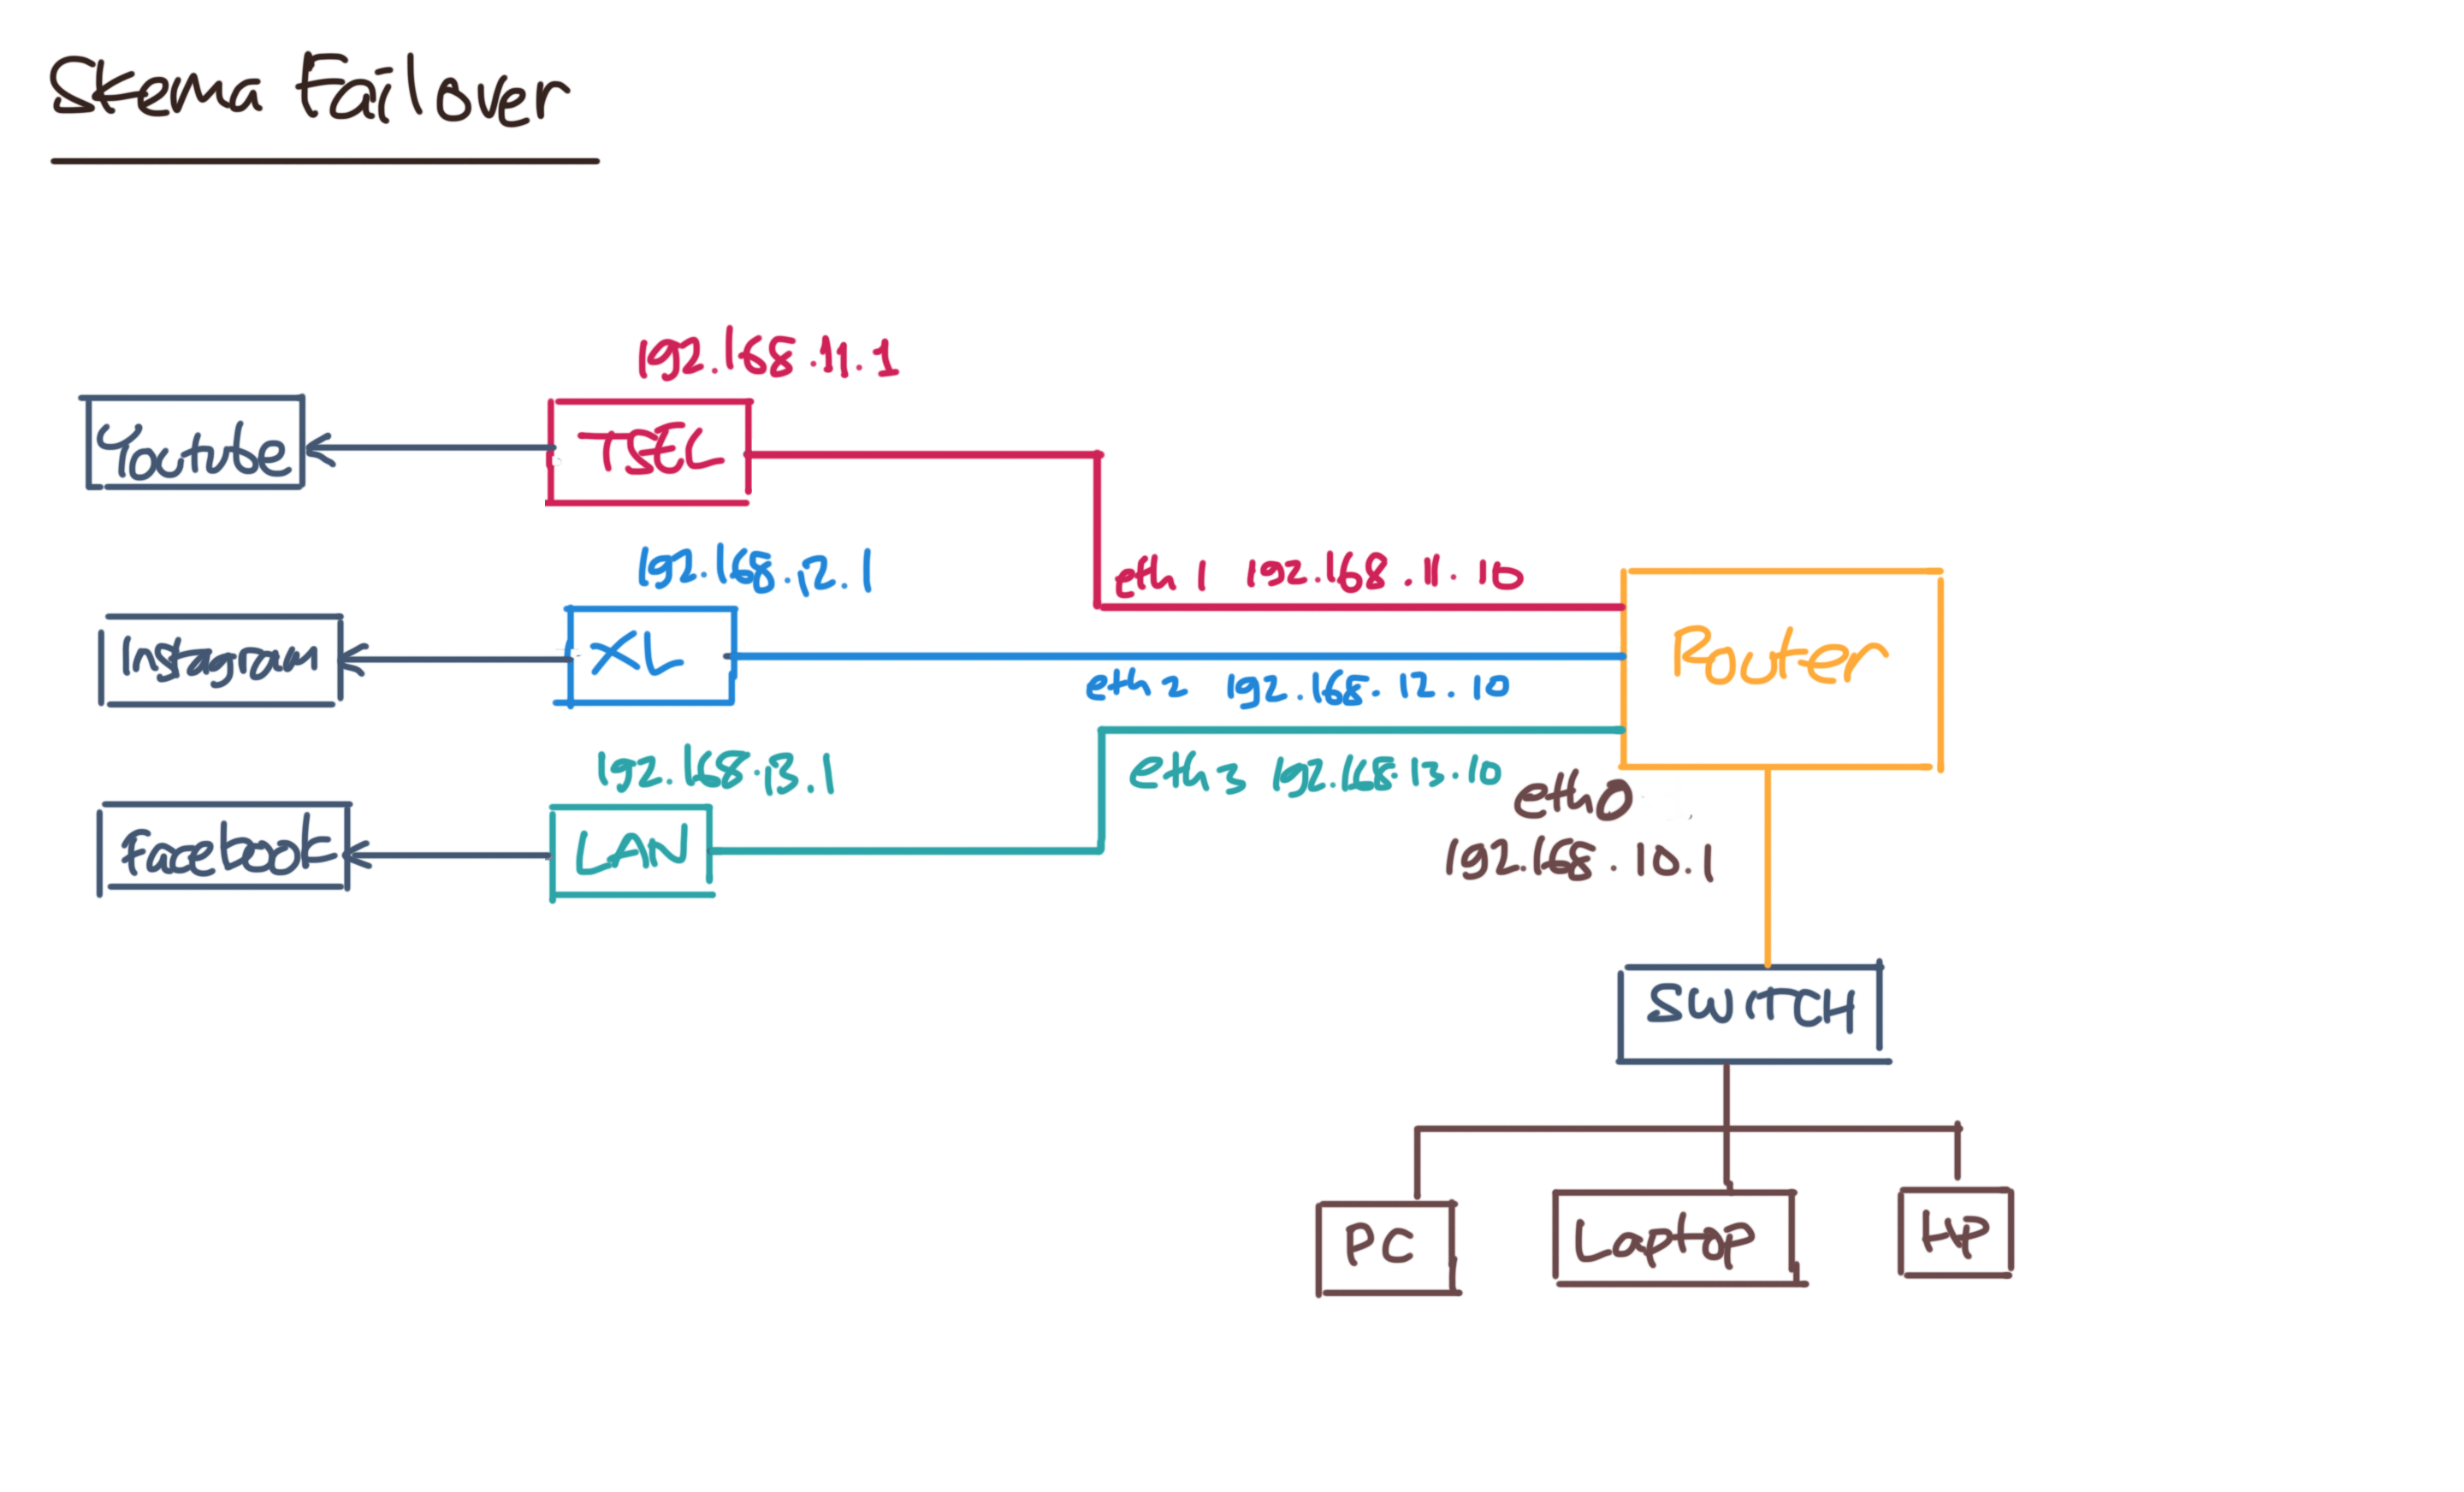 Skema Failover
192.168.11.1
Youtube
TSEL
192.168.12.1
eth 1 192.168.11.10
Instagram
XL
Router
eth 2 192.168.12.10
192.168.13.1
eth 3 192.168.13.10
eth0
192.168.10.1
Facebook
LAN
SWITCH
PC
Laptop
HP